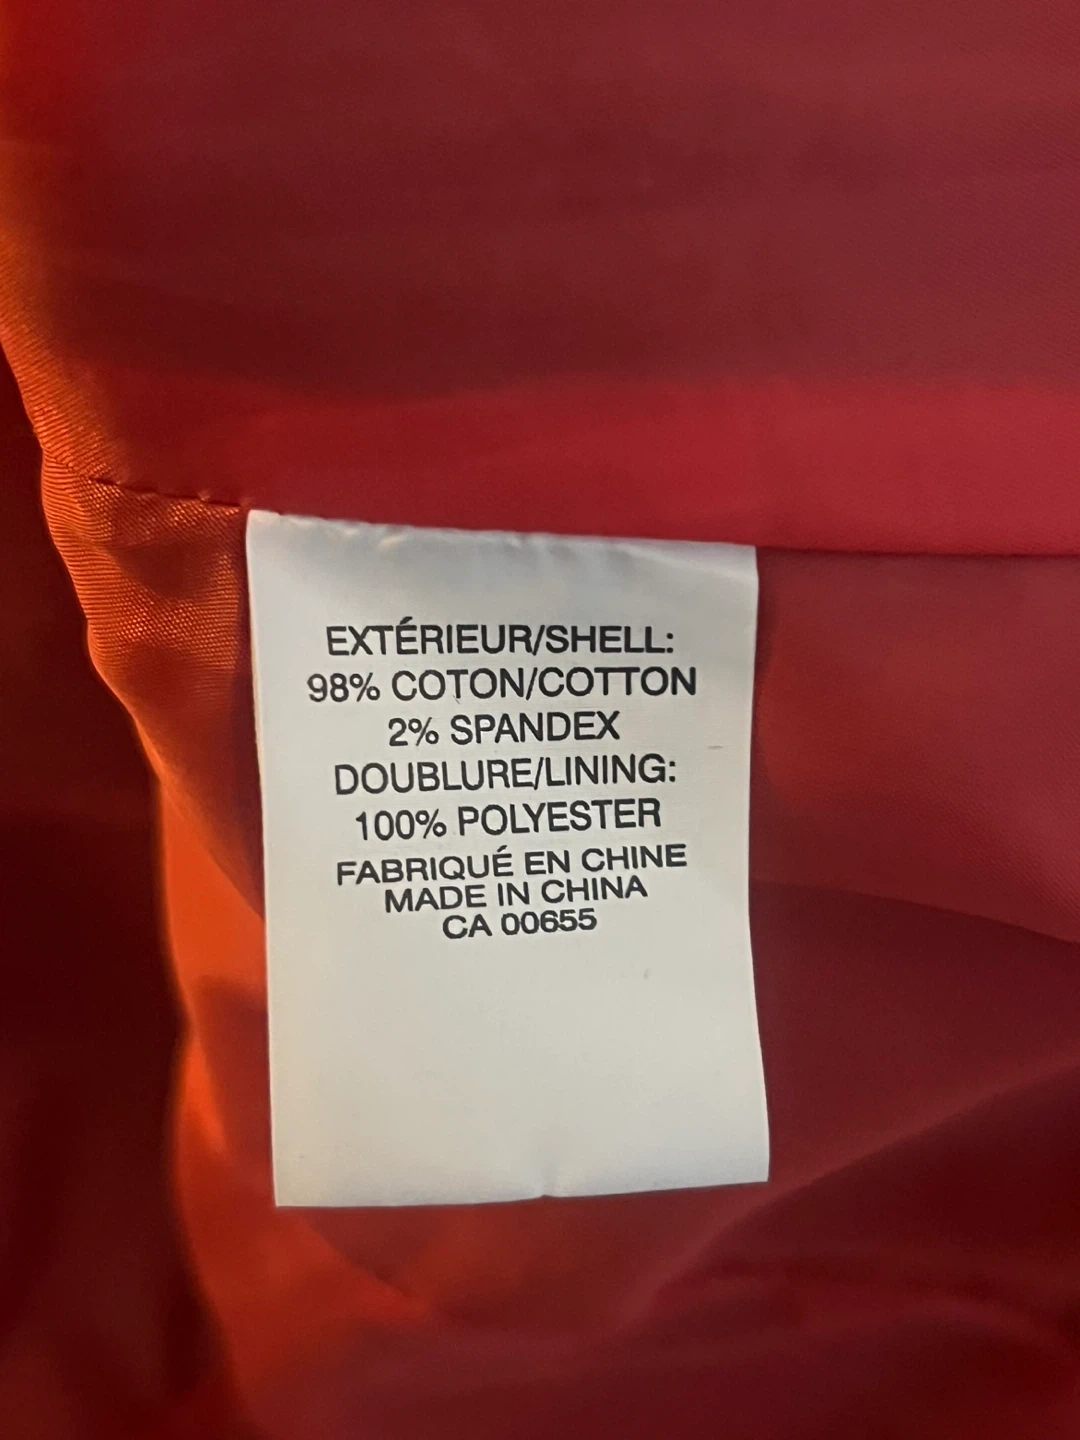 EXTÉRIEUR/SHELL:
98% COTON/COTTON
2% SPANDEX
DOUBLURE/LINING:
100% POLYESTER
FABRIQUÉ EN CHINE
MADE IN CHINA
CA 00655